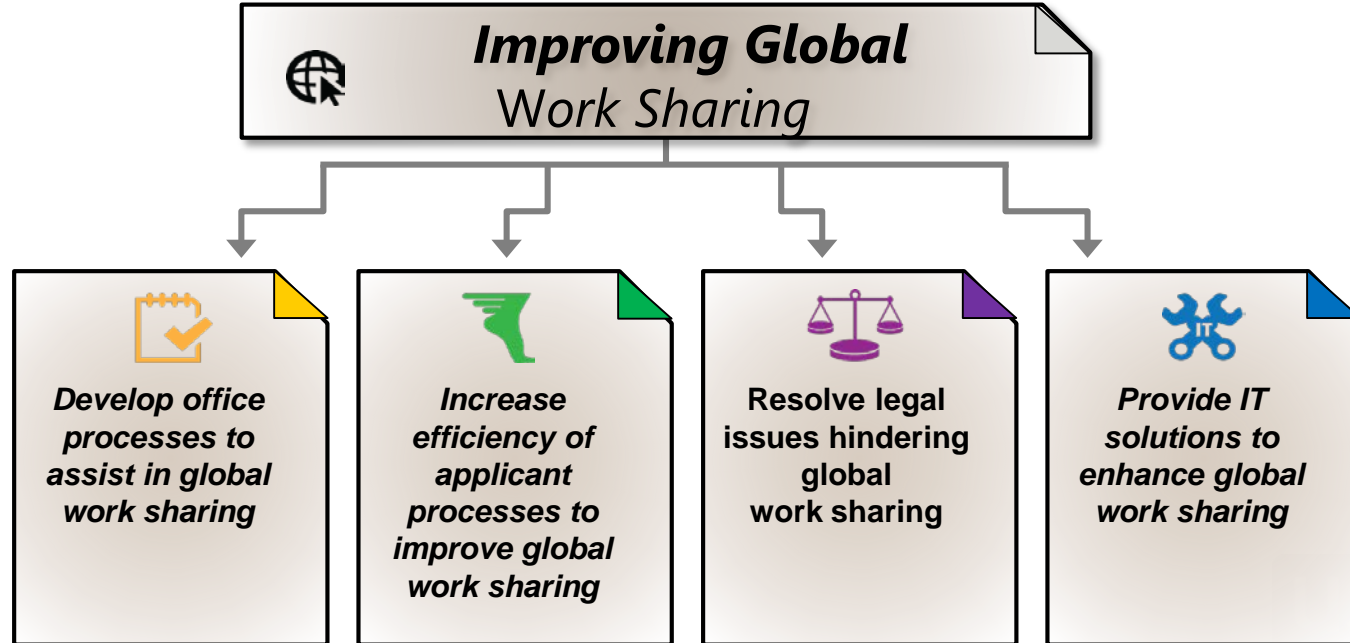 Improving Global
Work Sharing
Develop office
processes to
assist in global
work sharing
Increase
efficiency of
applicant
processes to
improve global
work sharing
Resolve legal
issues hindering
global
work sharing
IT
Provide IT
solutions to
enhance global
work sharing